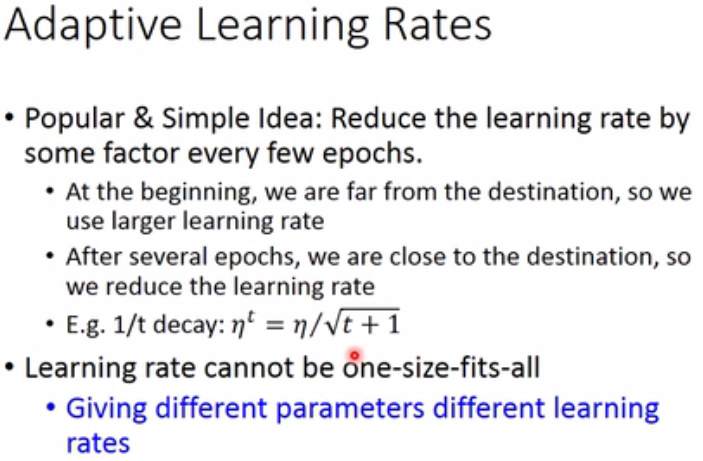 Adaptive Learning Rates
• Popular & Simple Idea: Reduce the learning rate by
some factor every few epochs.
• At the beginning, we are far from the destination, so we
use larger learning rate
• After several epochs, we are close to the destination, so
we reduce the learning rate
• E.g. 1/t decay: ηᵗ = η/√(t + 1)
• Learning rate cannot be one-size-fits-all
• Giving different parameters different learning
rates